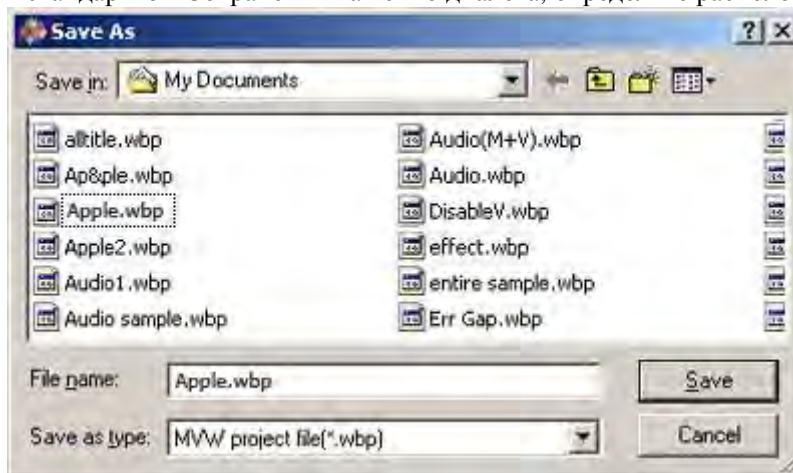 Save As
Save in: My Documents
alltitle.wbp
Ap&ple.wbp
Apple.wbp
Apple2.wbp
Audio1.wbp
Audio sample.wbp
Audio(M+V).wbp
Audio.wbp
DisableV.wbp
effect.wbp
entire sample.wbp
Err Gap.wbp
File name: Apple.wbp
Save
Save as type: MVW project file(*.wbp)
Cancel